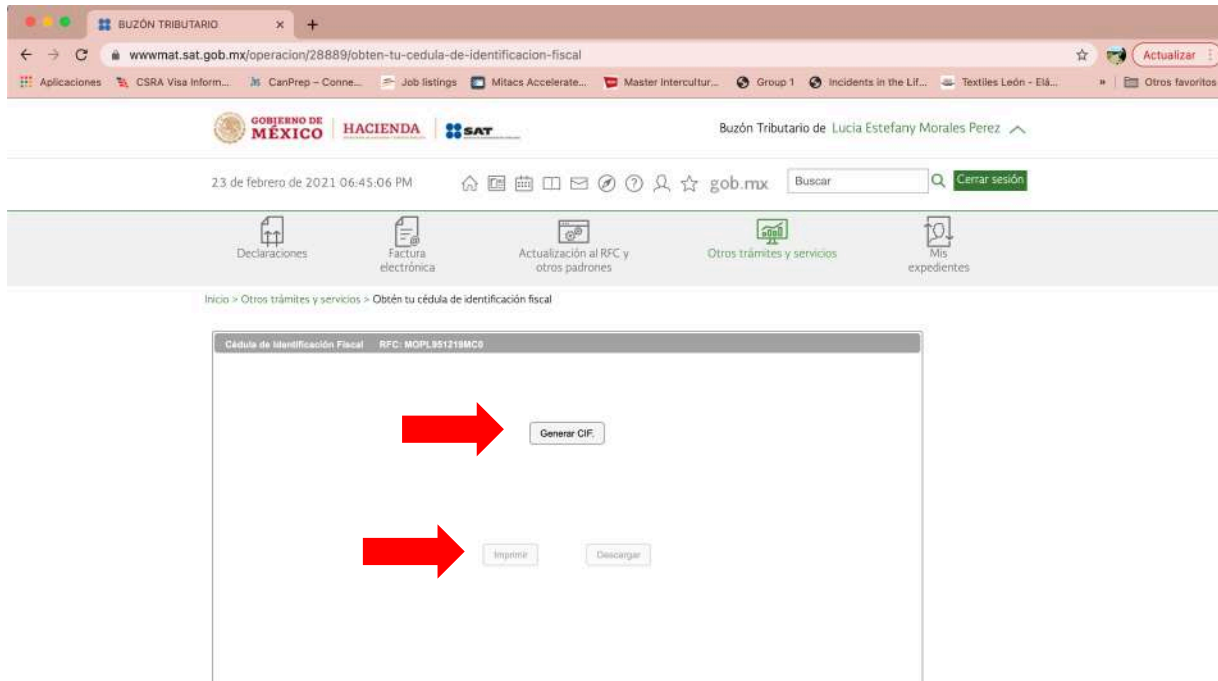 BUZÓN TRIBUTARIO × +
wwwmat.sat.gob.mx/operacion/28889/obten-tu-cedula-de-identificacion-fiscal Actualizar
Aplicaciones CSRA Visa Inform... CanPrep – Conne... Job listings Mitacs Accelerate... Master Intercultur... Group 1 Incidents in the Lif... Textiles León - Elá... » Otros favoritos
GOBIERNO DE MÉXICO HACIENDA SAT Buzón Tributario de Lucia Estefany Morales Perez
23 de febrero de 2021 06:45:06 PM gob.mx Buscar Cerrar sesión
Declaraciones Factura electrónica Actualización al RFC y otros padrones Otros trámites y servicios Mis expedientes
Inicio > Otros trámites y servicios > Obtén tu cédula de identificación fiscal
Cédula de Identificación Fiscal RFC: MOPL951219MC0
Generar CIF.
Imprimir Descargar